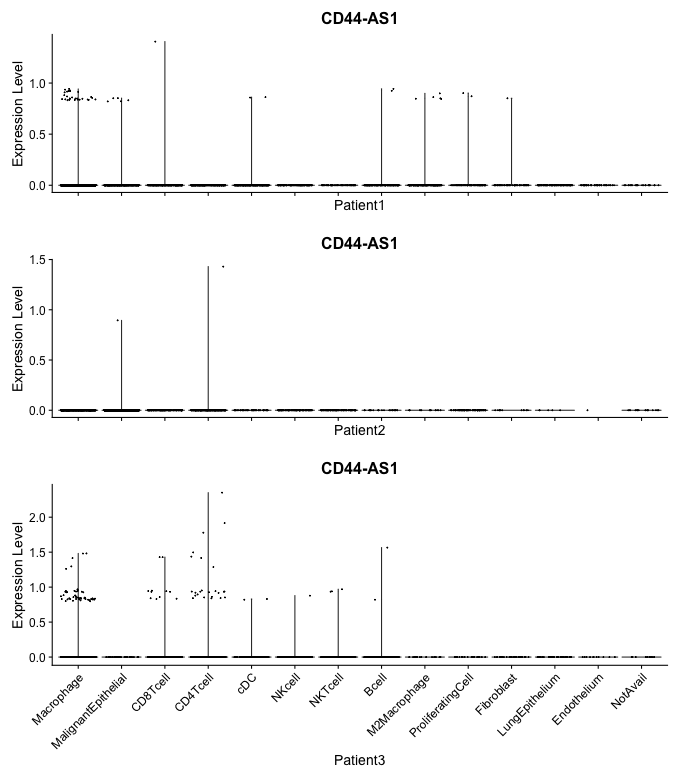 CD44-AS1
Expression Level
1.0
0.5
0.0
Patient1
CD44-AS1
Expression Level
1.5
1.0
0.5
0.0
Patient2
CD44-AS1
Expression Level
2.0
1.5
1.0
0.5
0.0
Macrophage
MalignantEpithelial
CD8Tcell
CD4Tcell
cDC
NKcell
NKTcell
Bcell
M2Macrophage
ProliferatingCell
Fibroblast
LungEpithelium
Endothelium
NotAvail
Patient3